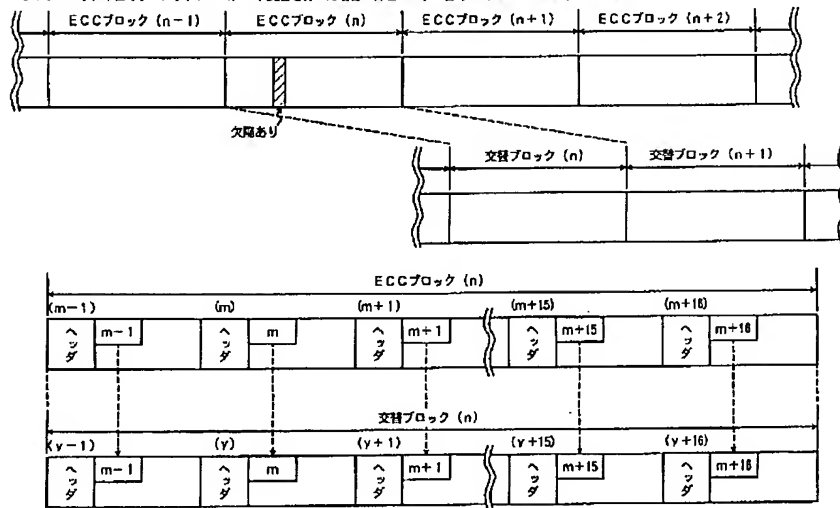 ECCブロック (n−1) ECCブロック (n) ECCブロック (n+1) ECCブロック (n+2)
欠陥あり
交替ブロック (n) 交替ブロック (n+1)
ECCブロック (n)
(m−1) (m) (m+1) (m+15) (m+16)
ヘッダ m−1 ヘッダ m ヘッダ m+1 ヘッダ m+15 ヘッダ m+16
交替ブロック (n)
(y−1) (y) (y+1) (y+15) (y+16)
ヘッダ m−1 ヘッダ m ヘッダ m+1 ヘッダ m+15 ヘッダ m+16